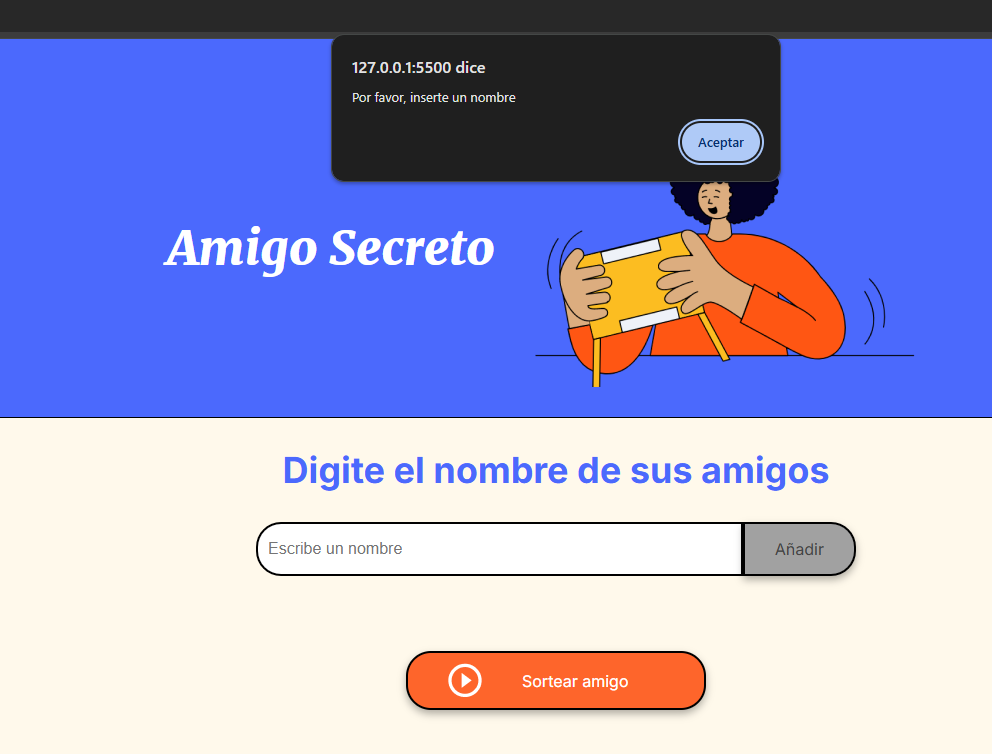 127.0.0.1:5500 dice
Por favor, inserte un nombre
Aceptar
Amigo Secreto
Digite el nombre de sus amigos
Escribe un nombre
Añadir
Sortear amigo